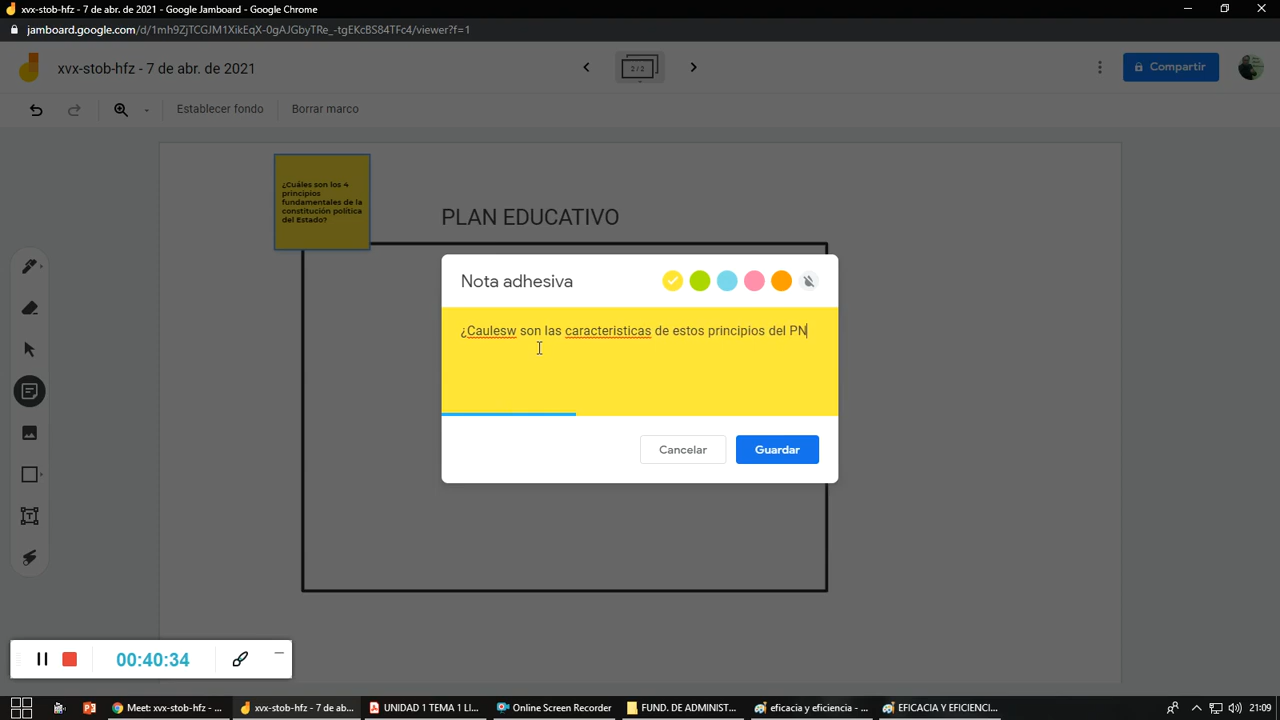 xvx-stob-hfz - 7 de abr. de 2021 - Google Jamboard - Google Chrome
jamboard.google.com/d/1mh9ZjTCGJM1XikEqX-0gAJGbyTRe_-tgEKcBS84TFc4/viewer?f=1
xvx-stob-hfz - 7 de abr. de 2021
2 / 2
Compartir
Establecer fondo
Borrar marco
¿Cuáles son los 4
principios
fundamentales de la
constitución política
del Estado?
PLAN EDUCATIVO
Nota adhesiva
¿Caulesw son las caracteristicas de estos principios del PN
Cancelar
Guardar
00:40:34
Meet: xvx-stob-hfz - ...
xvx-stob-hfz - 7 de ab...
UNIDAD 1 TEMA 1 LI...
Online Screen Recorder
FUND. DE ADMINIST...
eficacia y eficiencia - ...
EFICACIA Y EFICIENCI...
21:09